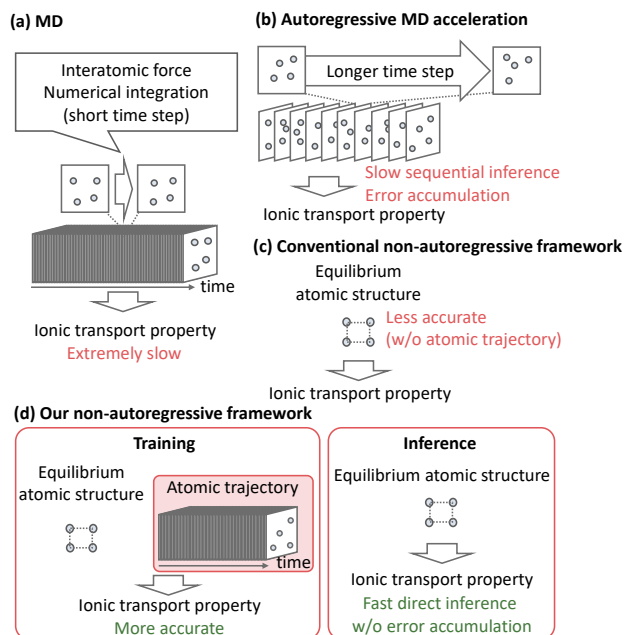 (a) MD
Interatomic force
Numerical integration
(short time step)
time
Ionic transport property
Extremely slow
(b) Autoregressive MD acceleration
Longer time step
Slow sequential inference
Error accumulation
Ionic transport property
(c) Conventional non-autoregressive framework
Equilibrium
atomic structure
Less accurate
(w/o atomic trajectory)
Ionic transport property
(d) Our non-autoregressive framework
Training
Equilibrium
atomic structure
Atomic trajectory
time
Ionic transport property
More accurate
Inference
Equilibrium atomic structure
Ionic transport property
Fast direct inference
w/o error accumulation